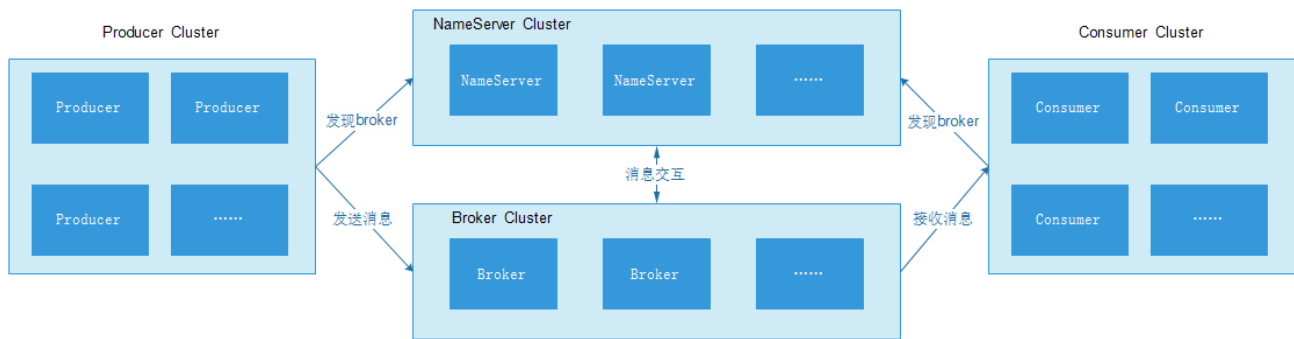 Producer Cluster
Producer
Producer
Producer
……
发现broker
发送消息
NameServer Cluster
NameServer
NameServer
……
消息交互
Broker Cluster
Broker
Broker
……
发现broker
接收消息
Consumer Cluster
Consumer
Consumer
Consumer
……